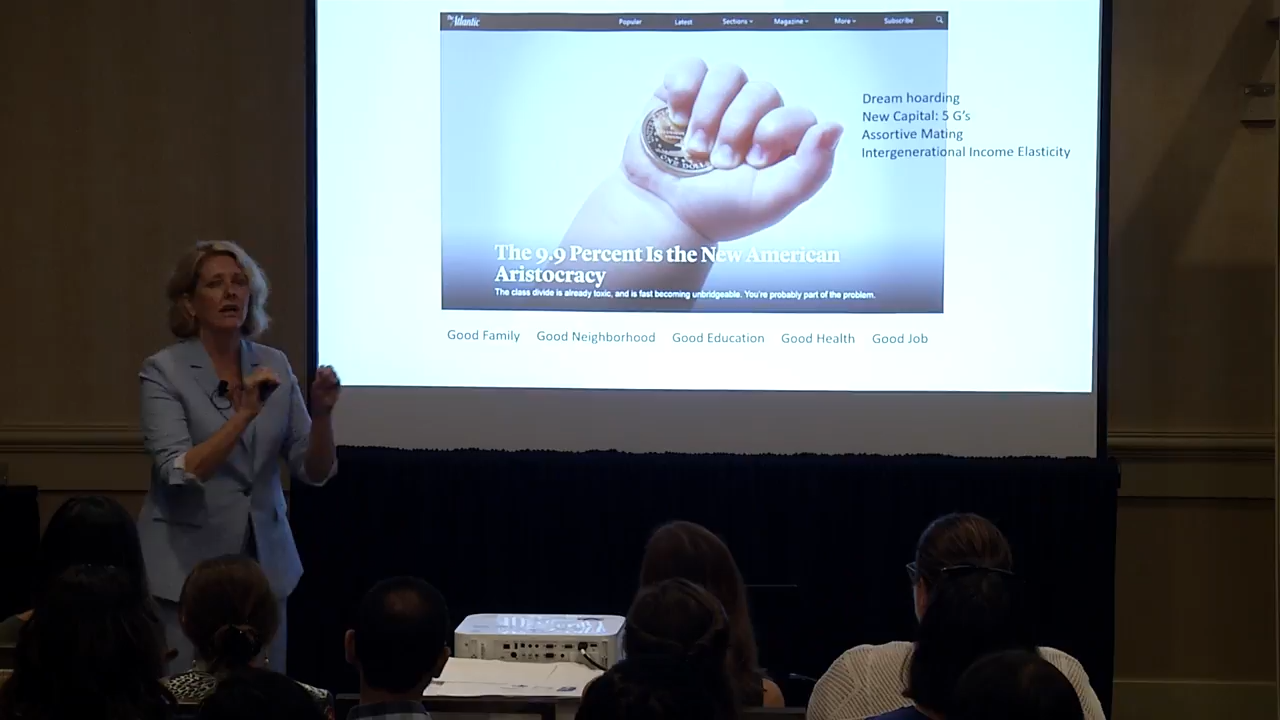 The Atlantic
Popular Latest Sections Magazine More Subscribe
Dream hoarding
New Capital: 5 G's
Assortive Mating
Intergenerational Income Elasticity
ONE DOLLAR
The 9.9 Percent Is the New American
Aristocracy
The class divide is already toxic, and is fast becoming unbridgeable. You're probably part of the problem.
Good Family Good Neighborhood Good Education Good Health Good Job